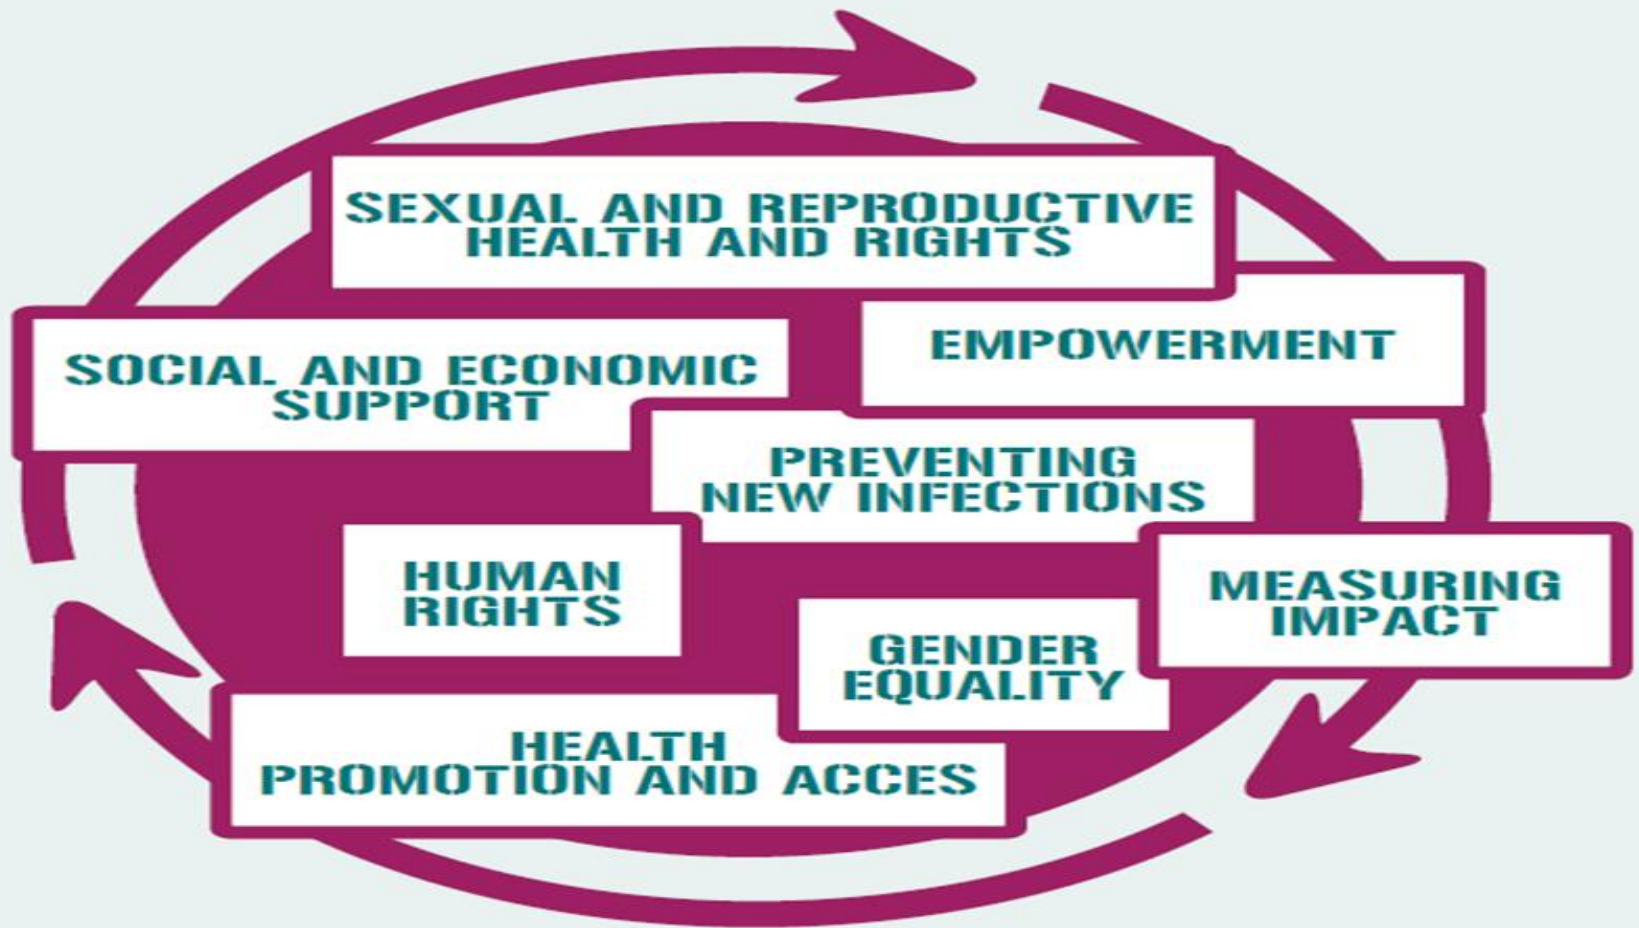 SEXUAL AND REPRODUCTIVE
HEALTH AND RIGHTS
EMPOWERMENT
SOCIAL AND ECONOMIC
SUPPORT
PREVENTING
NEW INFECTIONS
HUMAN
RIGHTS
MEASURING
IMPACT
GENDER
EQUALITY
HEALTH
PROMOTION AND ACCES